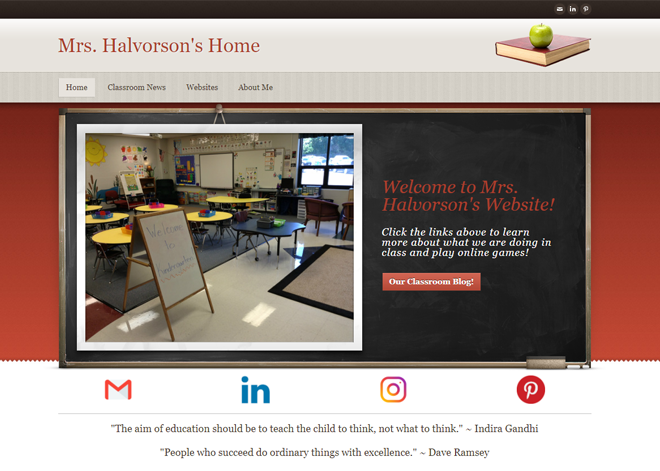 Mrs. Halvorson's Home
Home
Classroom News
Websites
About Me
Welcome to
Kindergarten
Welcome to Mrs.
Halvorson's Website!
Click the links above to learn
more about what we are doing in
class and play online games!
Our Classroom Blog!
in
"The aim of education should be to teach the child to think, not what to think." ~ Indira Gandhi
"People who succeed do ordinary things with excellence." ~ Dave Ramsey